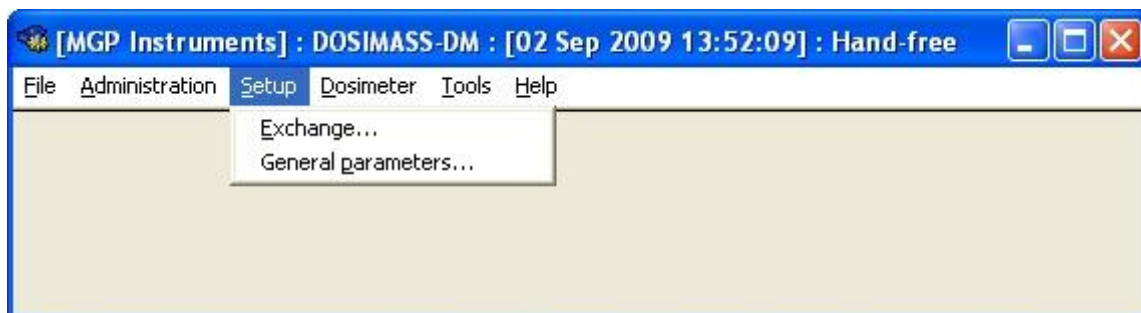 [MGP Instruments] : DOSIMASS-DM : [02 Sep 2009 13:52:09] : Hand-free
File Administration Setup Dosimeter Tools Help
Exchange...
General parameters...